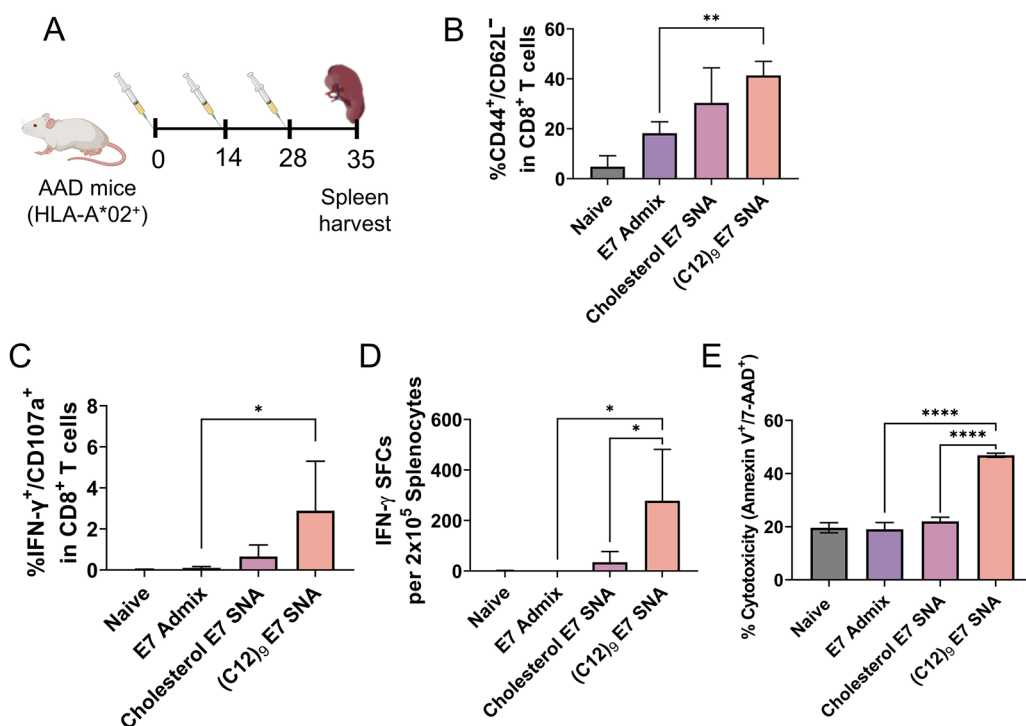 A
0
14
28
35
AAD mice
(HLA-A*02⁺)
Spleen
harvest
B
%CD44⁺/CD62L⁻
in CD8⁺ T cells
60
40
20
0
**
Naive
E7 Admix
Cholesterol E7 SNA
(C12)₉ E7 SNA
C
%IFN-γ⁺/CD107a⁺
in CD8⁺ T cells
8
6
4
2
0
*
Naive
E7 Admix
Cholesterol E7 SNA
(C12)₉ E7 SNA
D
IFN-γ SFCs
per 2x10⁵ Splenocytes
600
400
200
0
*
*
Naive
E7 Admix
Cholesterol E7 SNA
(C12)₉ E7 SNA
E
% Cytotoxicity (Annexin V⁺/7-AAD⁺)
60
40
20
0
****
****
Naive
E7 Admix
Cholesterol E7 SNA
(C12)₉ E7 SNA